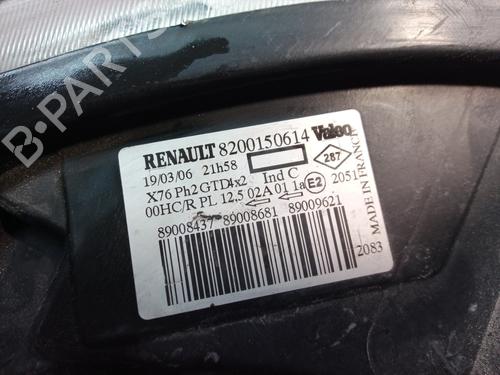 B-PARTS
RENAULT 8200150614 Valeo
19/03/06 21h58 287
X76 Ph2 GTD4x2 Ind C
00HC/R PL 12,5 02A 01 1a E2 2051
89008437 89008681 89009621
2083
MADE IN FRANCE